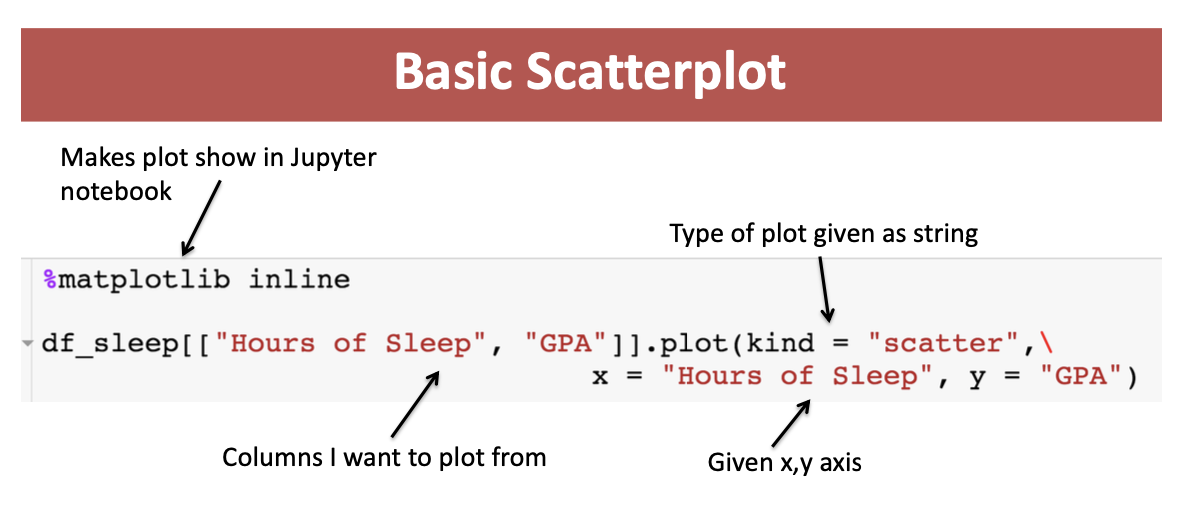 Basic Scatterplot
Makes plot show in Jupyter
notebook
Type of plot given as string
%matplotlib inline
df_sleep[["Hours of Sleep", "GPA"]].plot(kind = "scatter",\
x = "Hours of Sleep", y = "GPA")
Columns I want to plot from
Given x,y axis